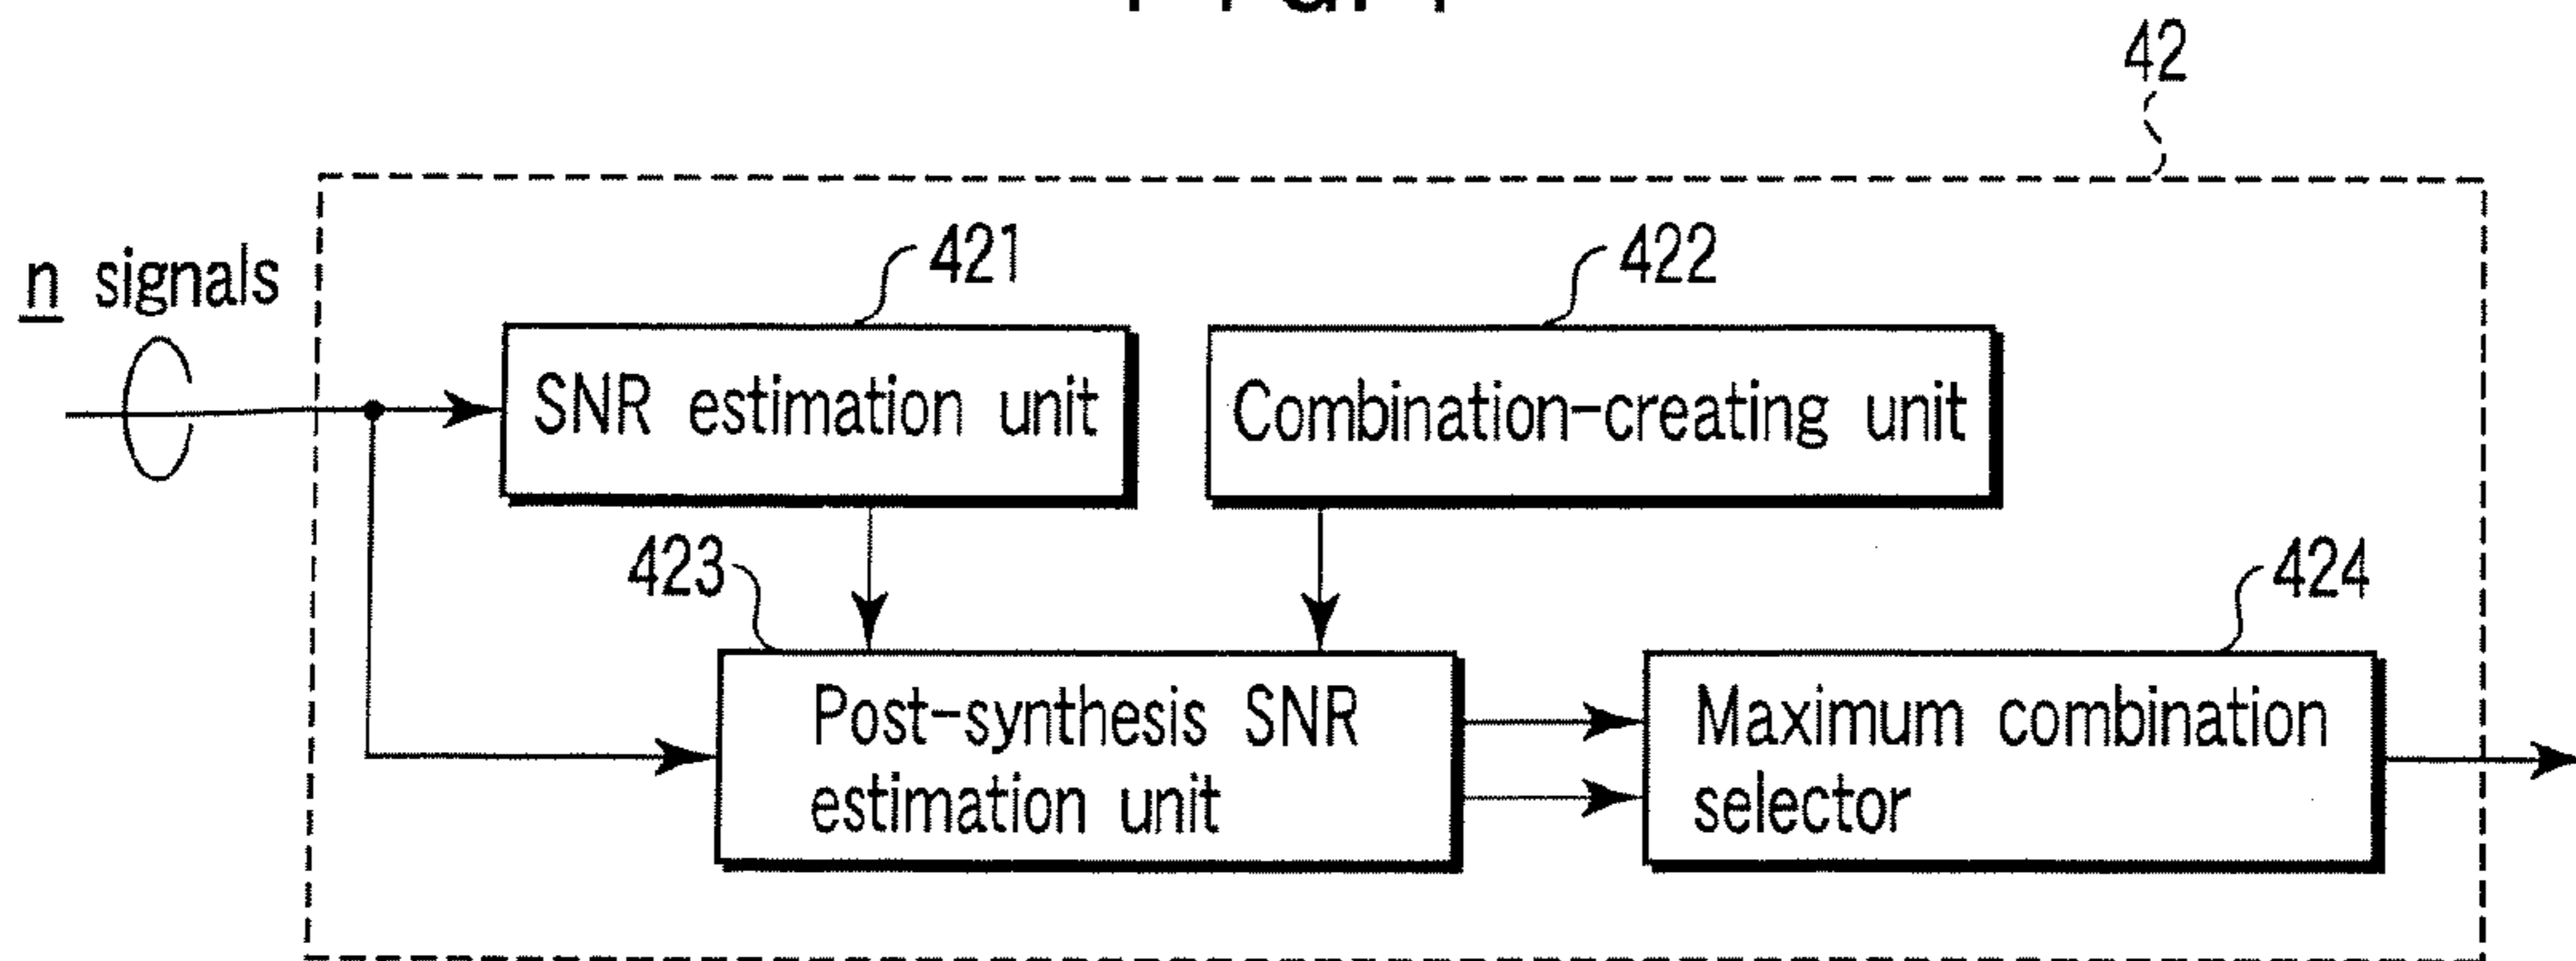 42
n signals
421
422
SNR estimation unit
Combination-creating unit
423
424
Post-synthesis SNR
estimation unit
Maximum combination
selector